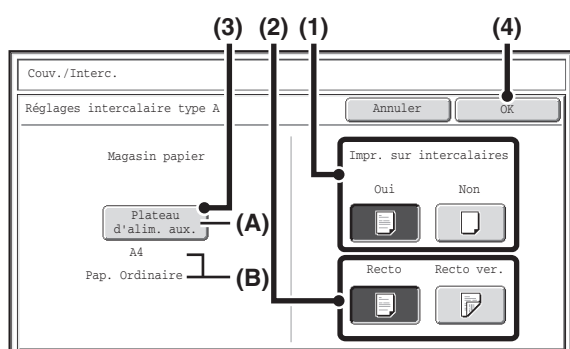 (3) (2) (1) (4)
Couv./Interc.
Réglages intercalaire type A
Annuler
OK
Magasin papier
Impr. sur intercalaires
Oui Non
Plateau
d'alim. aux.
(A)
A4
Pap. Ordinaire
(B)
Recto Recto ver.